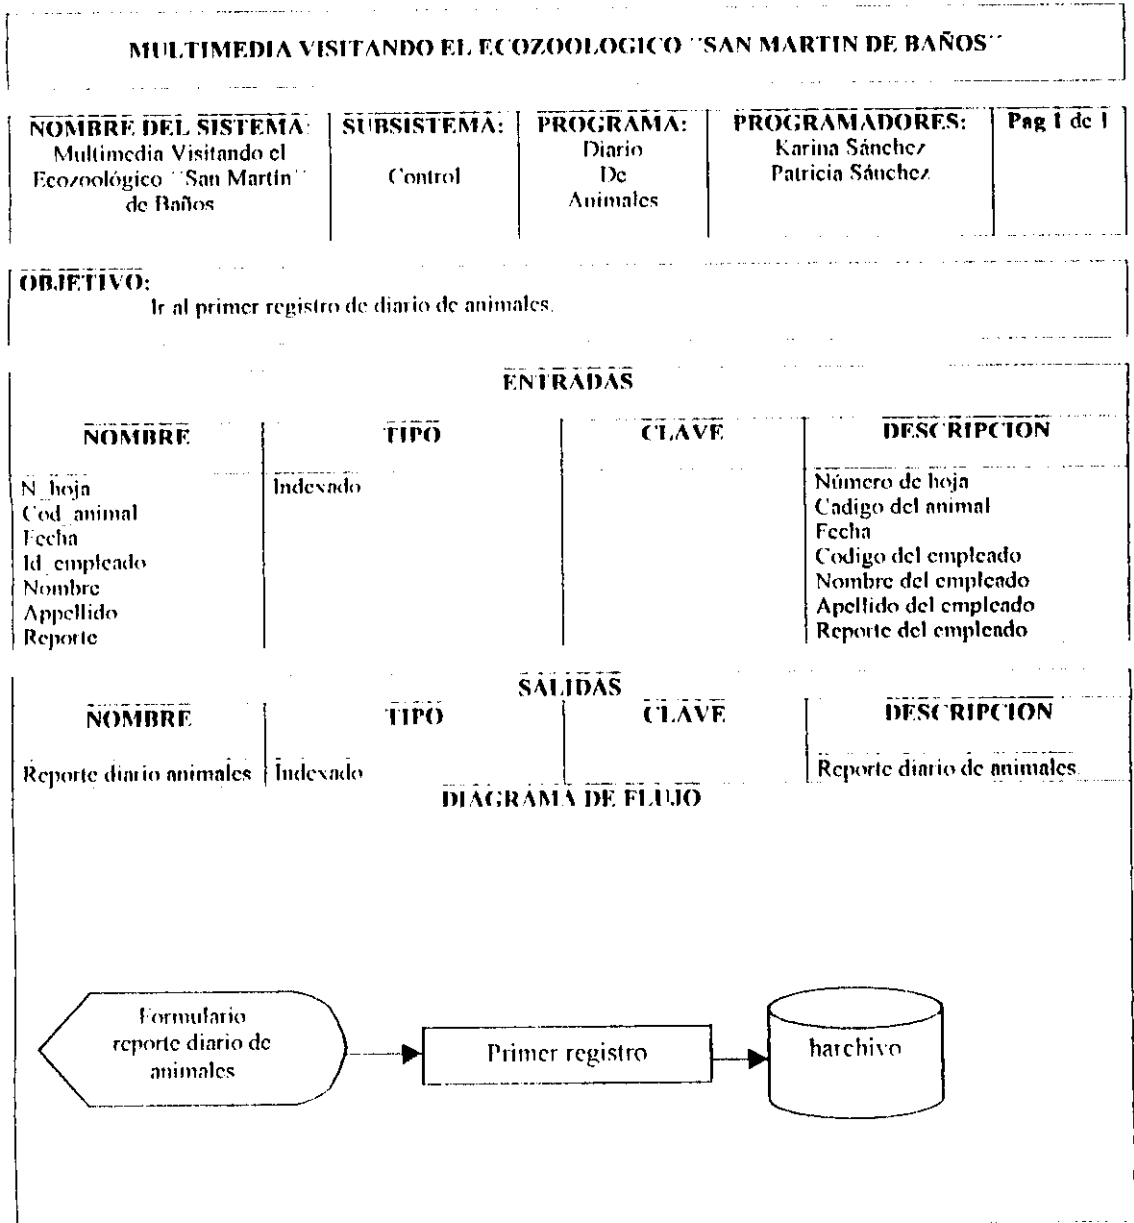 MULTIMEDIA VISITANDO EL ECOZOOLOGICO ¨SAN MARTIN DE BAÑOS¨
NOMBRE DEL SISTEMA:
Multimedia Visitando el
Ecozoológico ¨San Martín¨
de Baños
SUBSISTEMA:
Control
PROGRAMA:
Diario
De
Animales
PROGRAMADORES:
Karina Sánchez
Patricia Sánchez
Pag 1 de 1
OBJETIVO:
Ir al primer registro de diario de animales.
ENTRADAS
NOMBRE TIPO CLAVE DESCRIPCION
N_hoja Indexado Número de hoja
Cod_animal Cadigo del animal
Fecha Fecha
Id_empleado Codigo del empleado
Nombre Nombre del empleado
Appellido Apellido del empleado
Reporte Reporte del empleado
SALIDAS
NOMBRE TIPO CLAVE DESCRIPCION
Reporte diario animales Indexado Reporte diario de animales
DIAGRAMA DE FLUJO
Formulario
reporte diario de
animales
Primer registro
harchivo